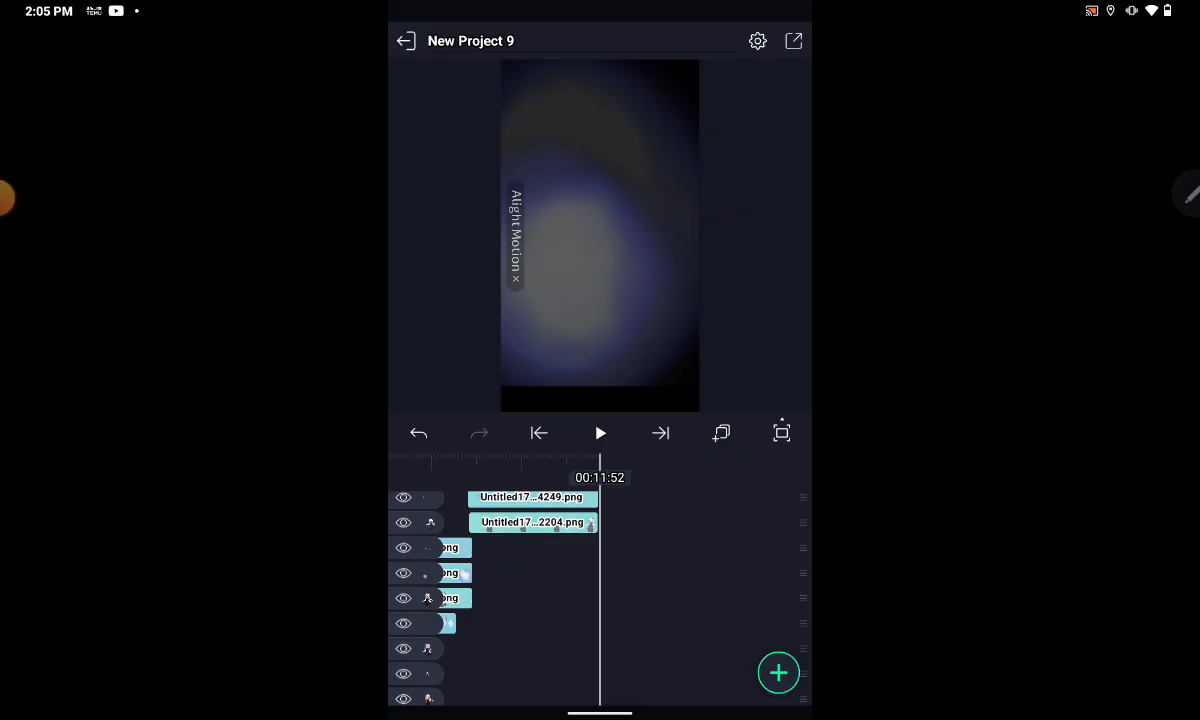 2:05 PM
New Project 9
Alight Motion ×
00:11:52
Untitled17...4249.png
Untitled17...2204.png
png
png
png